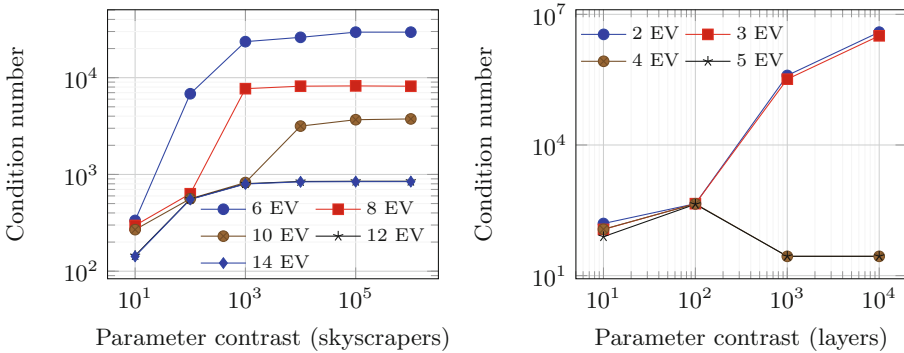 Condition number
10^4
10^3
10^2
6 EV
8 EV
10 EV
12 EV
14 EV
10^1
10^3
10^5
Parameter contrast (skyscrapers)
Condition number
10^7
10^4
10^1
2 EV
3 EV
4 EV
5 EV
10^1
10^2
10^3
10^4
Parameter contrast (layers)